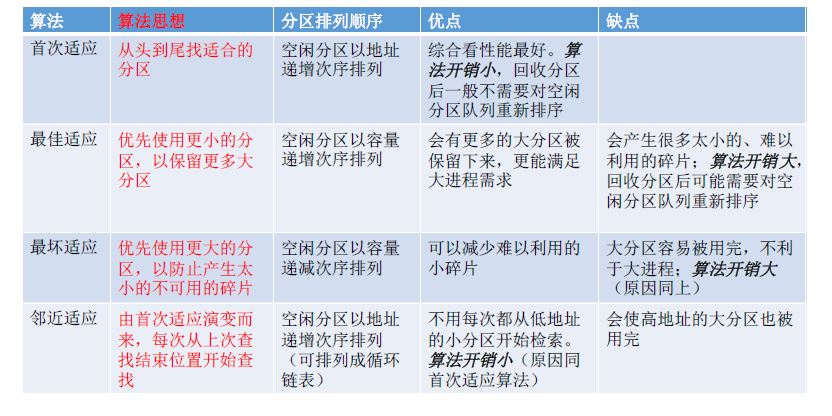 算法 算法思想 分区排列顺序 优点 缺点
首次适应
从头到尾找适合的
分区
空闲分区以地址
递增次序排列
综合看性能最好。算
法开销小，回收分区
后一般不需要对空闲
分区队列重新排序
最佳适应
优先使用更小的分
区，以保留更多大
分区
空闲分区以容量
递增次序排列
会有更多的大分区被
保留下来，更能满足
大进程需求
会产生很多太小的、难以
利用的碎片；算法开销大，
回收分区后可能需要对空
闲分区队列重新排序
最坏适应
优先使用更大的分
区，以防止产生太
小的不可用的碎片
空闲分区以容量
递减次序排列
可以减少难以利用的
小碎片
大分区容易被用完，不利
于大进程；算法开销大
（原因同上）
邻近适应
由首次适应演变而
来，每次从上次查
找结束位置开始查
找
空闲分区以地址
递增次序排列
（可排列成循环
链表）
不用每次都从低地址
的小分区开始检索。
算法开销小（原因同
首次适应算法）
会使高地址的大分区也被
用完